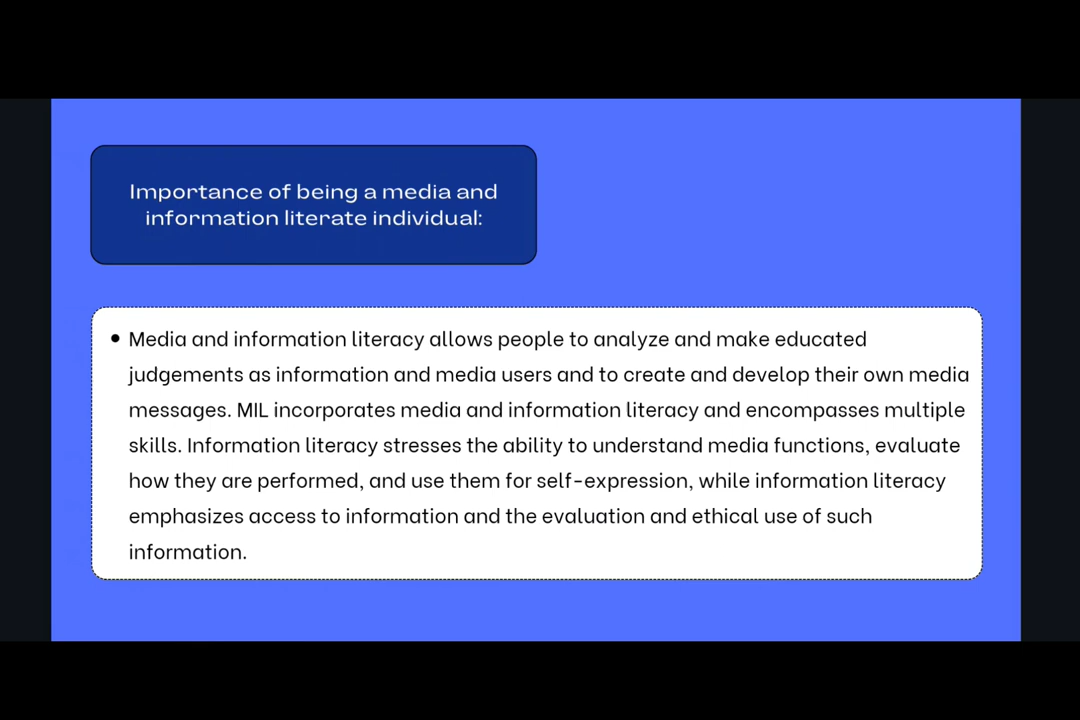 Importance of being a media and
information literate individual:
• Media and information literacy allows people to analyze and make educated
judgements as information and media users and to create and develop their own media
messages. MIL incorporates media and information literacy and encompasses multiple
skills. Information literacy stresses the ability to understand media functions, evaluate
how they are performed, and use them for self-expression, while information literacy
emphasizes access to information and the evaluation and ethical use of such
information.